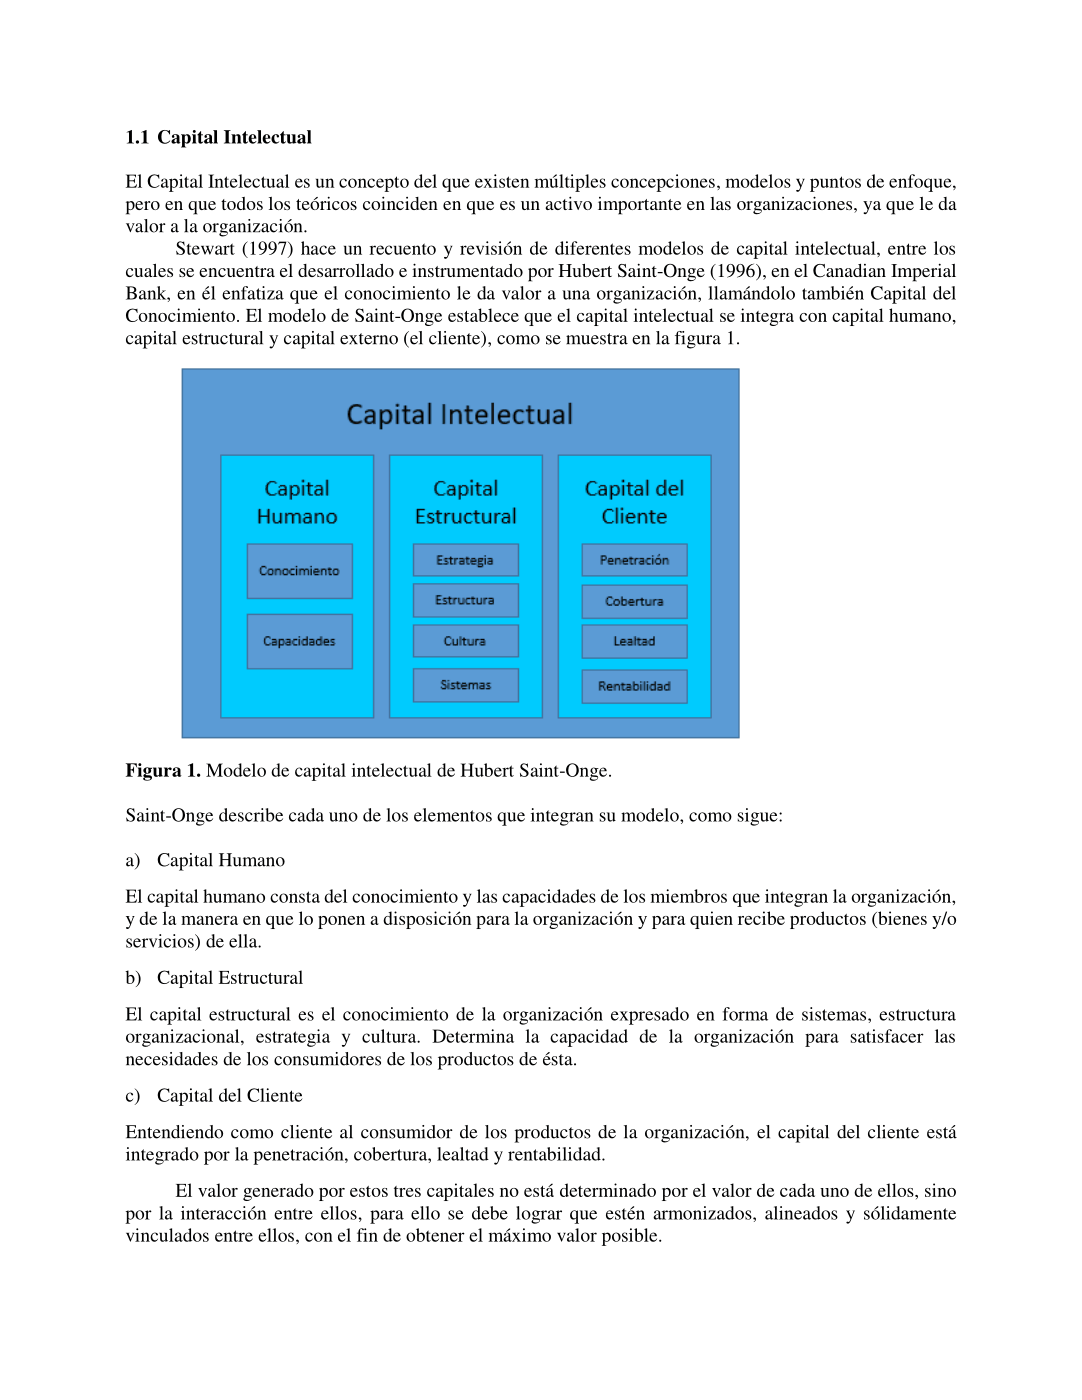 1.1 Capital Intelectual
El Capital Intelectual es un concepto del que existen múltiples concepciones, modelos y puntos de enfoque,
pero en que todos los teóricos coinciden en que es un activo importante en las organizaciones, ya que le da
valor a la organización.
Stewart (1997) hace un recuento y revisión de diferentes modelos de capital intelectual, entre los
cuales se encuentra el desarrollado e instrumentado por Hubert Saint-Onge (1996), en el Canadian Imperial
Bank, en él enfatiza que el conocimiento le da valor a una organización, llamándolo también Capital del
Conocimiento. El modelo de Saint-Onge establece que el capital intelectual se integra con capital humano,
capital estructural y capital externo (el cliente), como se muestra en la figura 1.
Capital Intelectual
Capital
Humano
Conocimiento
Capacidades
Capital
Estructural
Estrategia
Estructura
Cultura
Sistemas
Capital del
Cliente
Penetración
Cobertura
Lealtad
Rentabilidad
Figura 1. Modelo de capital intelectual de Hubert Saint-Onge.
Saint-Onge describe cada uno de los elementos que integran su modelo, como sigue:
a) Capital Humano
El capital humano consta del conocimiento y las capacidades de los miembros que integran la organización,
y de la manera en que lo ponen a disposición para la organización y para quien recibe productos (bienes y/o
servicios) de ella.
b) Capital Estructural
El capital estructural es el conocimiento de la organización expresado en forma de sistemas, estructura
organizacional, estrategia y cultura. Determina la capacidad de la organización para satisfacer las
necesidades de los consumidores de los productos de ésta.
c) Capital del Cliente
Entendiendo como cliente al consumidor de los productos de la organización, el capital del cliente está
integrado por la penetración, cobertura, lealtad y rentabilidad.
El valor generado por estos tres capitales no está determinado por el valor de cada uno de ellos, sino
por la interacción entre ellos, para ello se debe lograr que estén armonizados, alineados y sólidamente
vinculados entre ellos, con el fin de obtener el máximo valor posible.